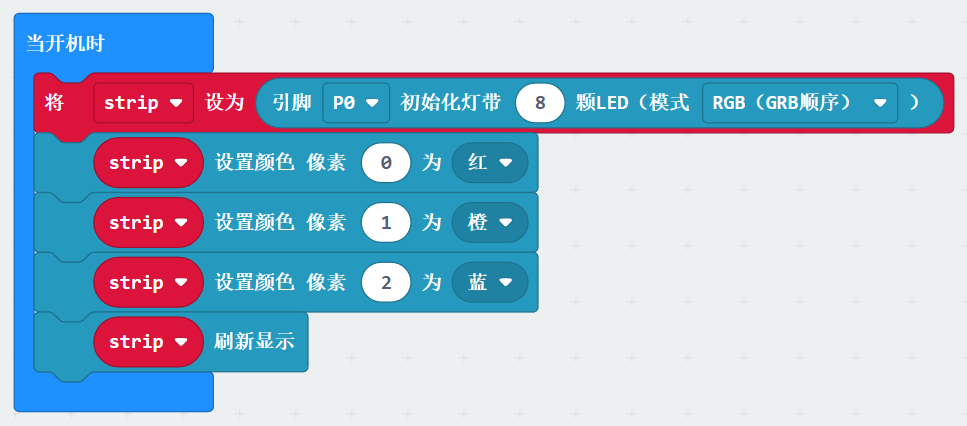 当开机时
将 strip 设为 引脚 P0 初始化灯带 8 颗LED（模式 RGB（GRB顺序） ）
strip 设置颜色 像素 0 为 红
strip 设置颜色 像素 1 为 橙
strip 设置颜色 像素 2 为 蓝
strip 刷新显示